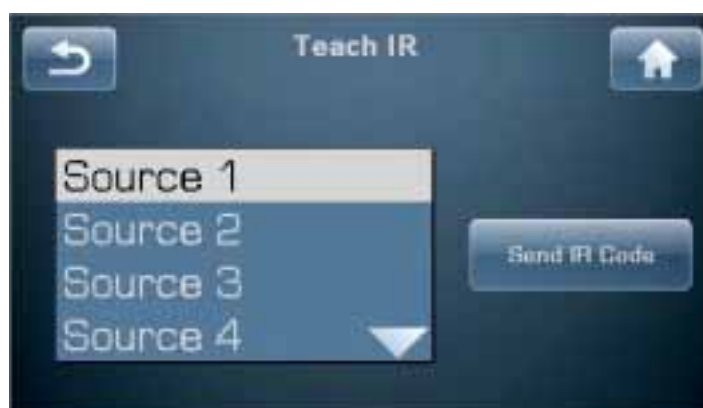 Teach IR
Source 1
Source 2
Source 3
Source 4
Send IR Code